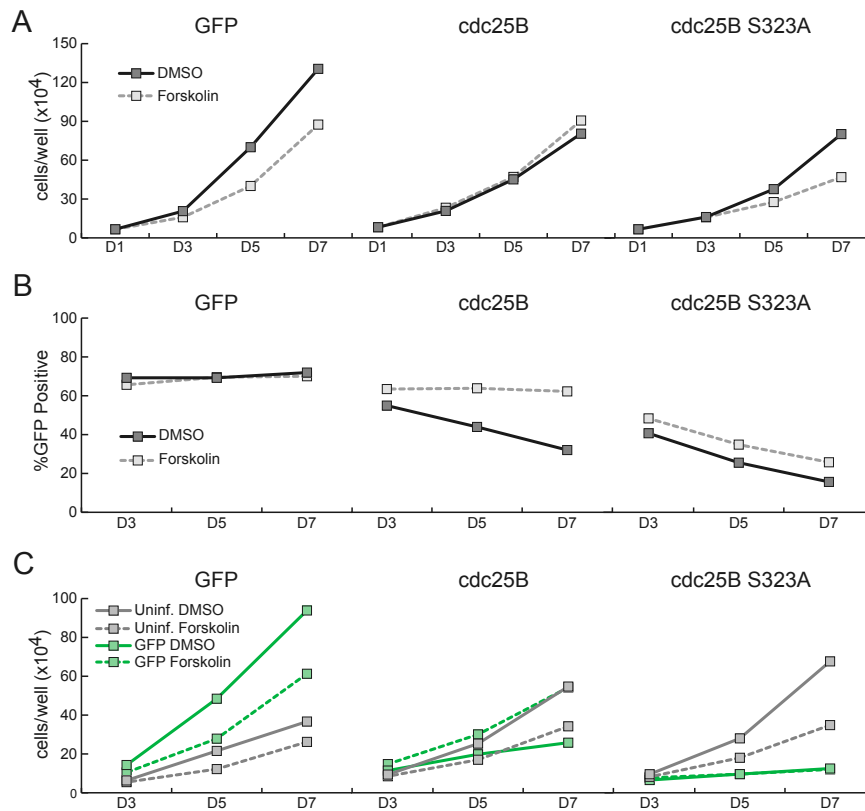 A
GFP
cdc25B
cdc25B S323A
cells/well (x10⁴)
150
120
90
60
30
0
DMSO
Forskolin
D1 D3 D5 D7
D1 D3 D5 D7
D1 D3 D5 D7
B
GFP
cdc25B
cdc25B S323A
%GFP Positive
100
80
60
40
20
0
DMSO
Forskolin
D3 D5 D7
D3 D5 D7
D3 D5 D7
C
GFP
cdc25B
cdc25B S323A
cells/well (x10⁴)
100
80
60
40
20
0
Uninf. DMSO
Uninf. Forskolin
GFP DMSO
GFP Forskolin
D3 D5 D7
D3 D5 D7
D3 D5 D7